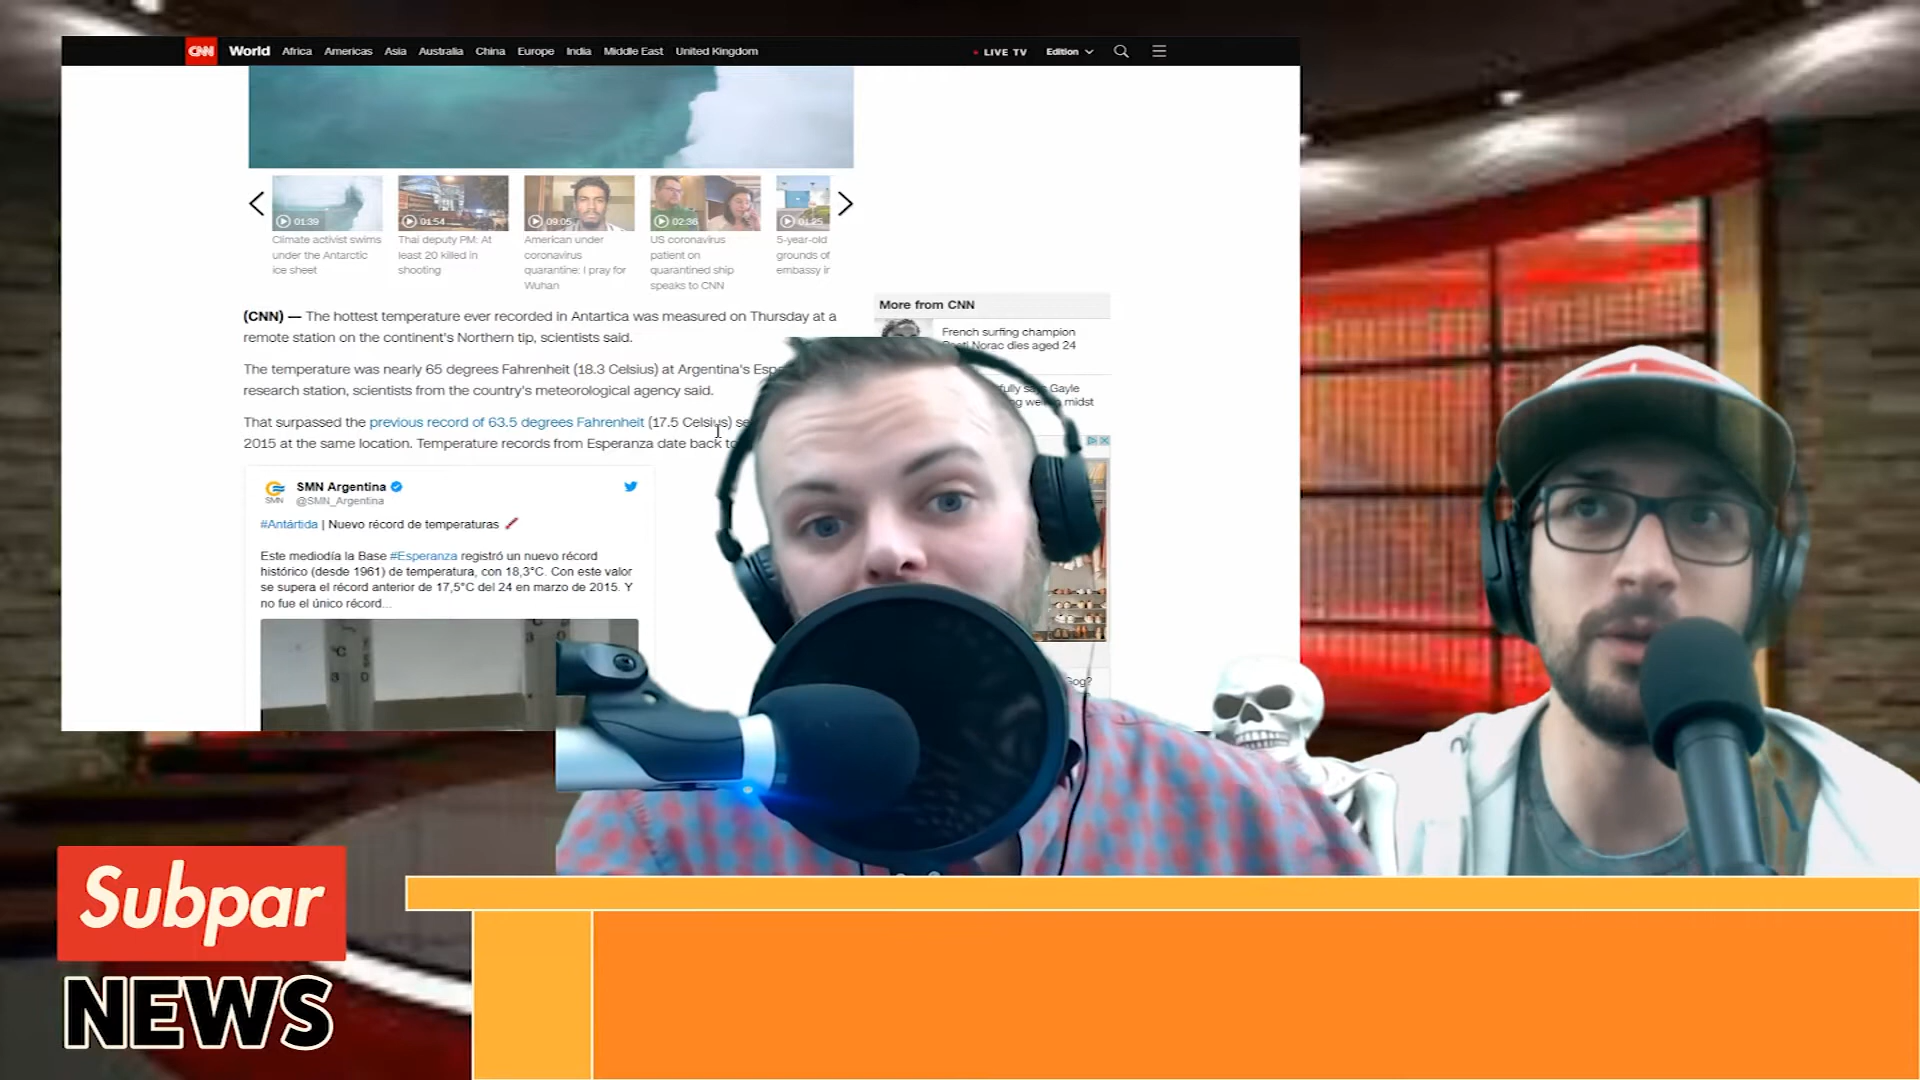 CNN World Africa Americas Asia Australia China Europe India Middle East United Kingdom LIVE TV Edition
01:39 01:54 09:05 02:36 01:25
Climate activist swims
under the Antarctic
ice sheet
Thai deputy PM: At
least 20 killed in
shooting
American under
coronavirus
quarantine: I pray for
Wuhan
US coronavirus
patient on
quarantined ship
speaks to CNN
5-year-old
grounds of
embassy ir
(CNN) — The hottest temperature ever recorded in Antartica was measured on Thursday at a
remote station on the continent's Northern tip, scientists said.
The temperature was nearly 65 degrees Fahrenheit (18.3 Celsius) at Argentina's Esp
research station, scientists from the country's meteorological agency said.
That surpassed the previous record of 63.5 degrees Fahrenheit (17.5 Celsius) se
2015 at the same location. Temperature records from Esperanza date back to
More from CNN
French surfing champion
Norac dies aged 24
Gayle
midst
SMN
SMN Argentina
@SMN_Argentina
#Antártida | Nuevo récord de temperaturas
Este mediodía la Base #Esperanza registró un nuevo récord
histórico (desde 1961) de temperatura, con 18,3°C. Con este valor
se supera el récord anterior de 17,5°C del 24 en marzo de 2015. Y
no fue el único récord...
Subpar
NEWS